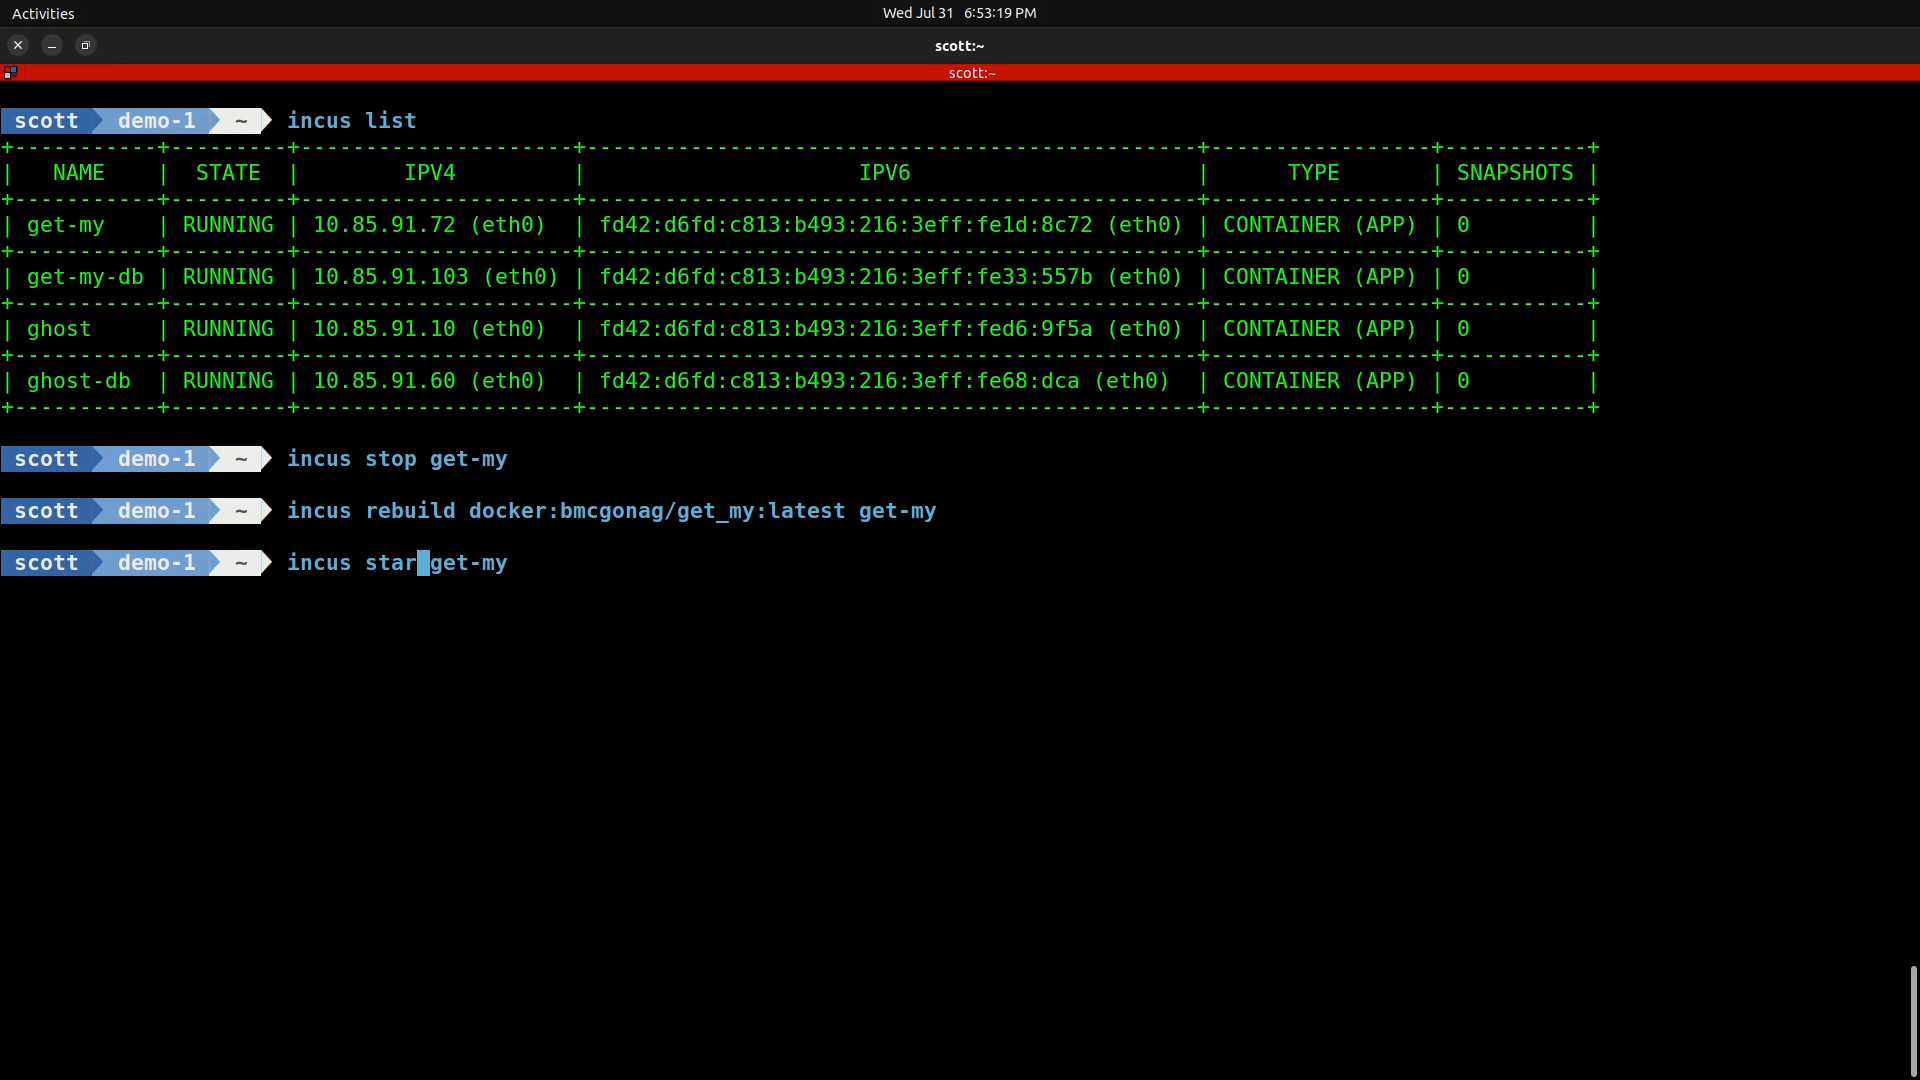 Activities
Wed Jul 31 6:53:19 PM
scott:~
scott:~
scott demo-1 ~ incus list
+-----------+---------+---------------------+-----------------------------------------------+-----------------+-----------+
|   NAME    |  STATE  |        IPV4         |                     IPV6                      |      TYPE       | SNAPSHOTS |
+-----------+---------+---------------------+-----------------------------------------------+-----------------+-----------+
| get-my    | RUNNING | 10.85.91.72 (eth0)  | fd42:d6fd:c813:b493:216:3eff:fe1d:8c72 (eth0) | CONTAINER (APP) | 0         |
+-----------+---------+---------------------+-----------------------------------------------+-----------------+-----------+
| get-my-db | RUNNING | 10.85.91.103 (eth0) | fd42:d6fd:c813:b493:216:3eff:fe33:557b (eth0) | CONTAINER (APP) | 0         |
+-----------+---------+---------------------+-----------------------------------------------+-----------------+-----------+
| ghost     | RUNNING | 10.85.91.10 (eth0)  | fd42:d6fd:c813:b493:216:3eff:fed6:9f5a (eth0) | CONTAINER (APP) | 0         |
+-----------+---------+---------------------+-----------------------------------------------+-----------------+-----------+
| ghost-db  | RUNNING | 10.85.91.60 (eth0)  | fd42:d6fd:c813:b493:216:3eff:fe68:dca (eth0)  | CONTAINER (APP) | 0         |
+-----------+---------+---------------------+-----------------------------------------------+-----------------+-----------+
scott demo-1 ~ incus stop get-my
scott demo-1 ~ incus rebuild docker:bmcgonag/get_my:latest get-my
scott demo-1 ~ incus star get-my